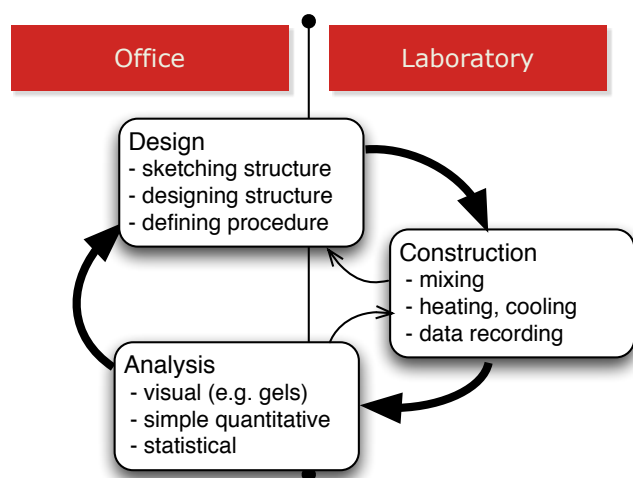 Office
Laboratory
Design
- sketching structure
- designing structure
- defining procedure
Construction
- mixing
- heating, cooling
- data recording
Analysis
- visual (e.g. gels)
- simple quantitative
- statistical